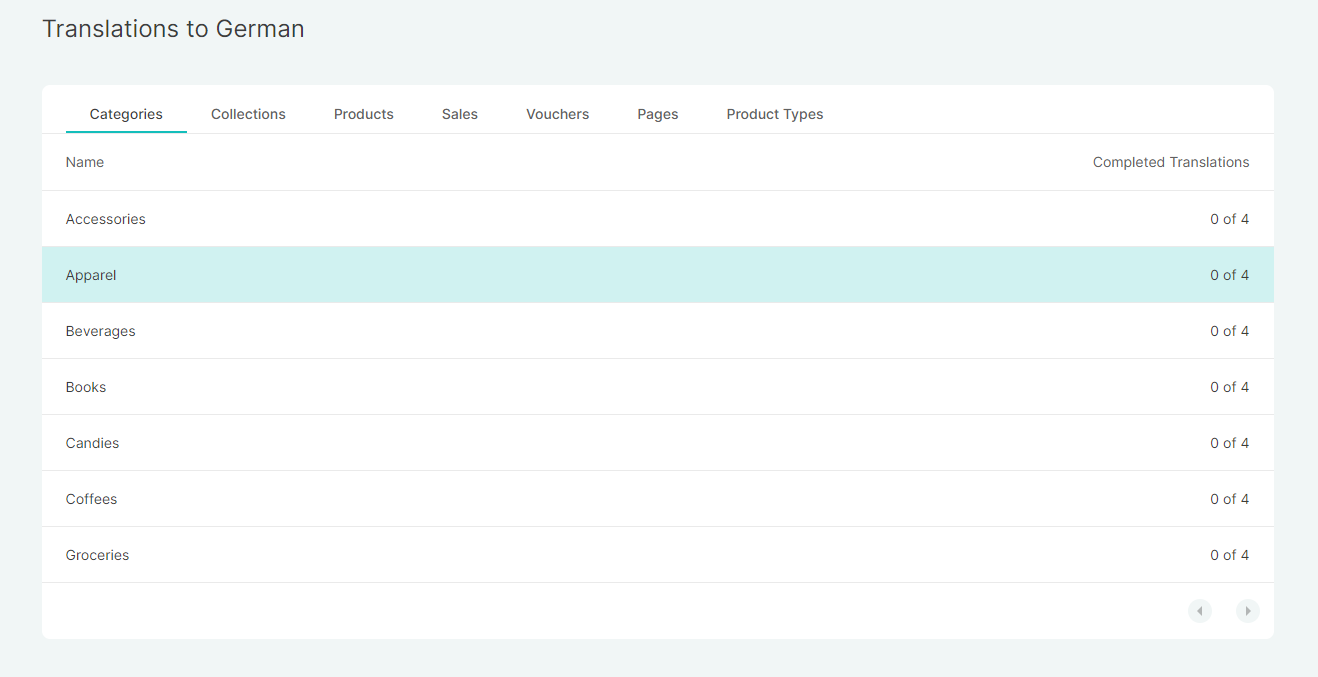 Translations to German
Categories Collections Products Sales Vouchers Pages Product Types
Name Completed Translations
Accessories 0 of 4
Apparel 0 of 4
Beverages 0 of 4
Books 0 of 4
Candies 0 of 4
Coffees 0 of 4
Groceries 0 of 4